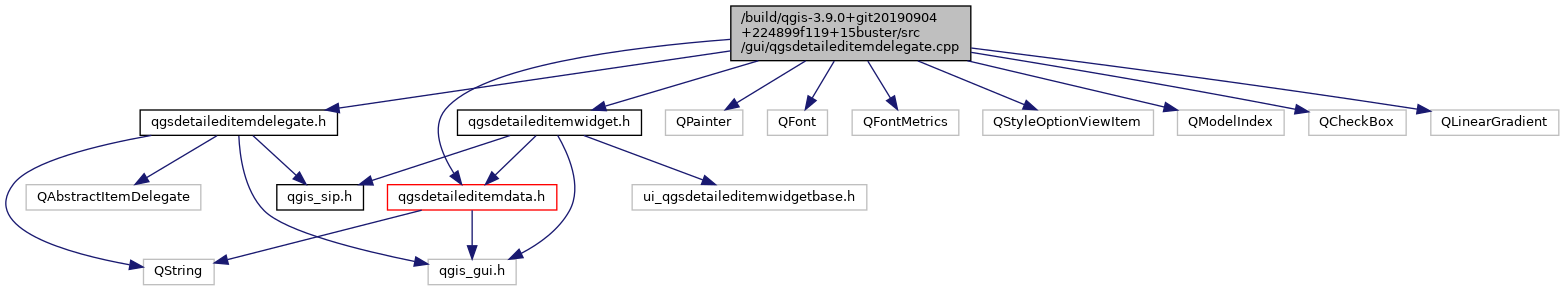 /build/qgis-3.9.0+git20190904
+224899f119+15buster/src
/gui/qgsdetaileditemdelegate.cpp
qgsdetaileditemdelegate.h
qgsdetaileditemwidget.h
QPainter
QFont
QFontMetrics
QStyleOptionViewItem
QModelIndex
QCheckBox
QLinearGradient
QAbstractItemDelegate
qgis_sip.h
qgsdetaileditemdata.h
ui_qgsdetaileditemwidgetbase.h
QString
qgis_gui.h